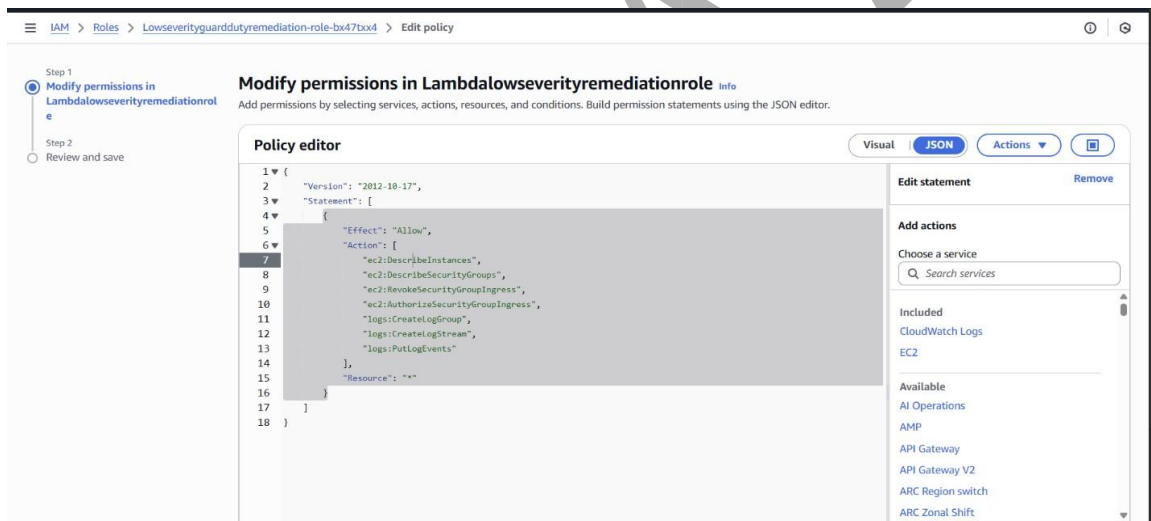 IAM > Roles > Lowseverityguarddutyremediation-role-bx47txx4 > Edit policy
Step 1
Modify permissions in
Lambdalowseverityremediationrol
e
Step 2
Review and save
Modify permissions in Lambdalowseverityremediationrole Info
Add permissions by selecting services, actions, resources, and conditions. Build permission statements using the JSON editor.
Policy editor
Visual
JSON
Actions
1 {
2 "Version": "2012-10-17",
3 "Statement": [
4 {
5 "Effect": "Allow",
6 "Action": [
7 "ec2:DescribeInstances",
8 "ec2:DescribeSecurityGroups",
9 "ec2:RevokeSecurityGroupIngress",
10 "ec2:AuthorizeSecurityGroupIngress",
11 "logs:CreateLogGroup",
12 "logs:CreateLogStream",
13 "logs:PutLogEvents"
14 ],
15 "Resource": "*"
16 }
17 ]
18 }
Edit statement
Remove
Add actions
Choose a service
Search services
Included
CloudWatch Logs
EC2
Available
AI Operations
AMP
API Gateway
API Gateway V2
ARC Region switch
ARC Zonal Shift